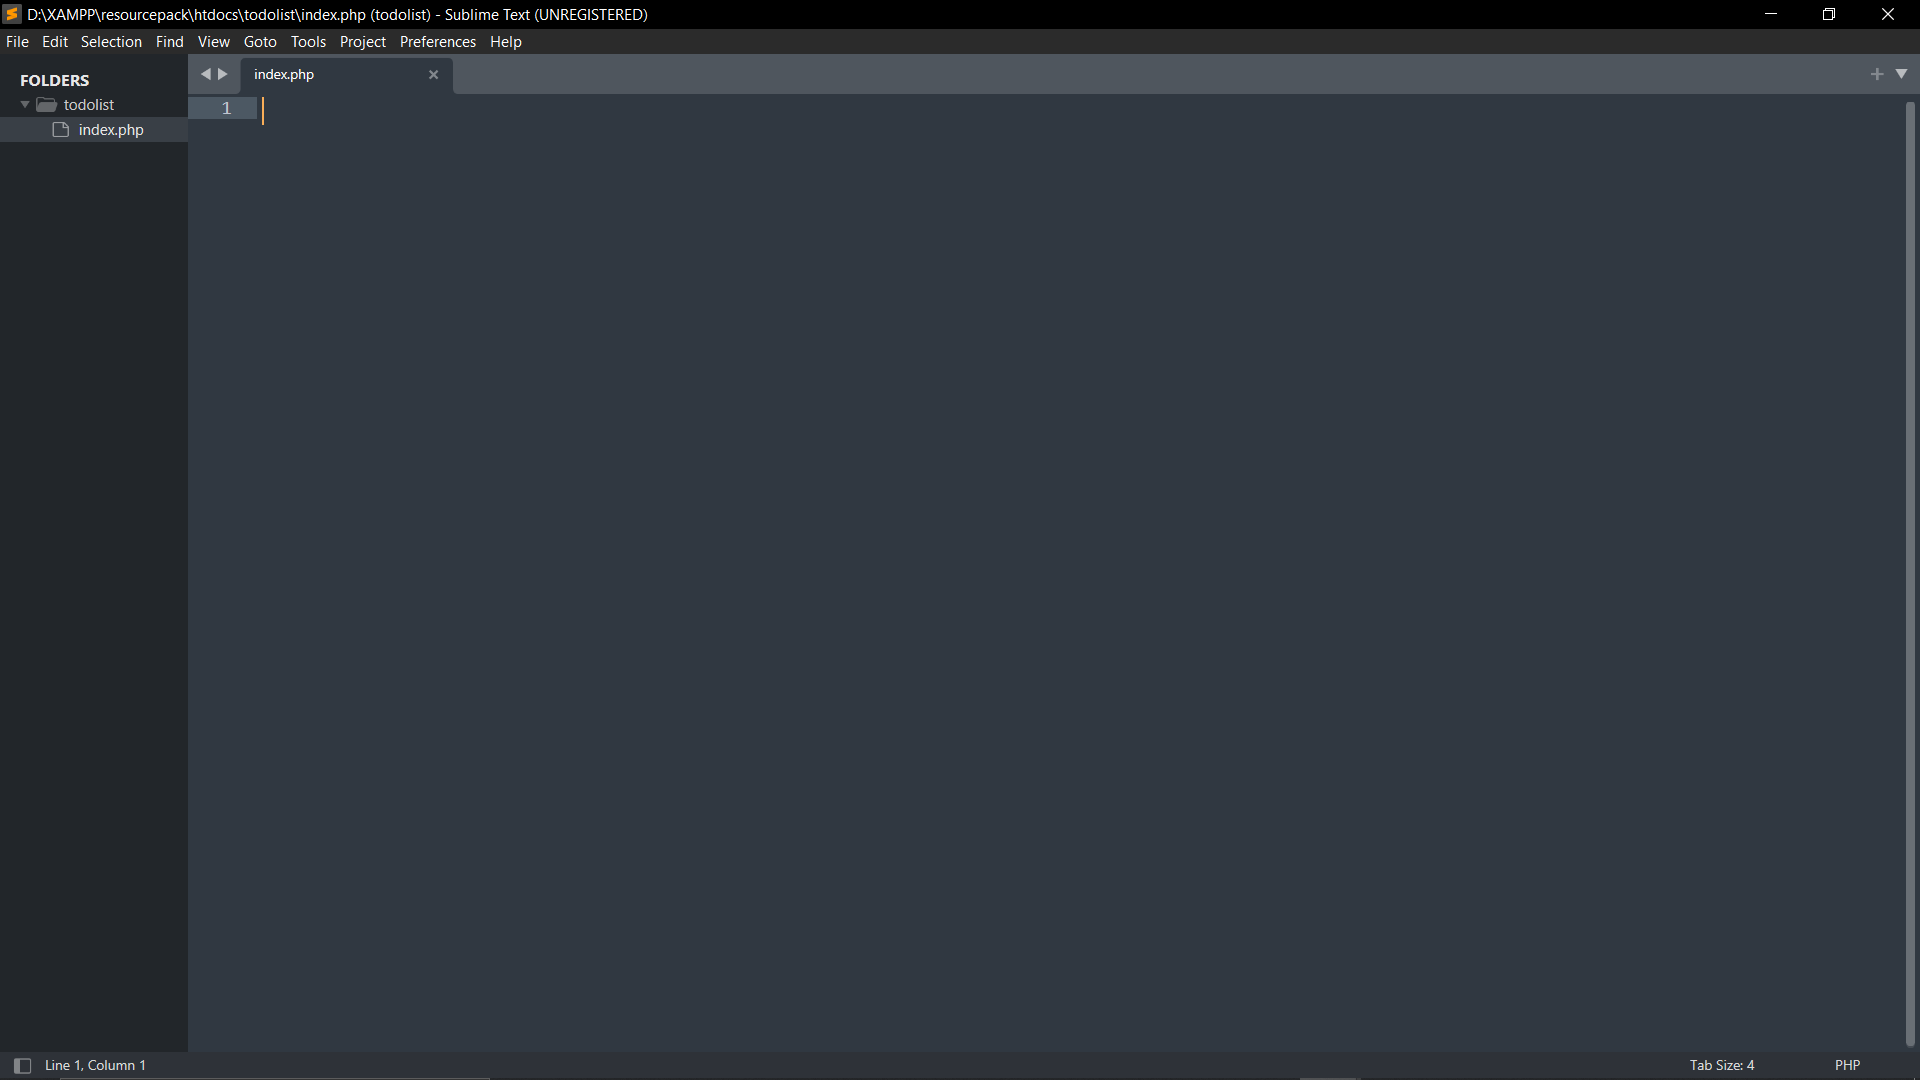 D:\XAMPP\resourcepack\htdocs\todolist\index.php (todolist) - Sublime Text (UNREGISTERED)
File Edit Selection Find View Goto Tools Project Preferences Help
FOLDERS
todolist
index.php
index.php
1
Line 1, Column 1
Tab Size: 4
PHP